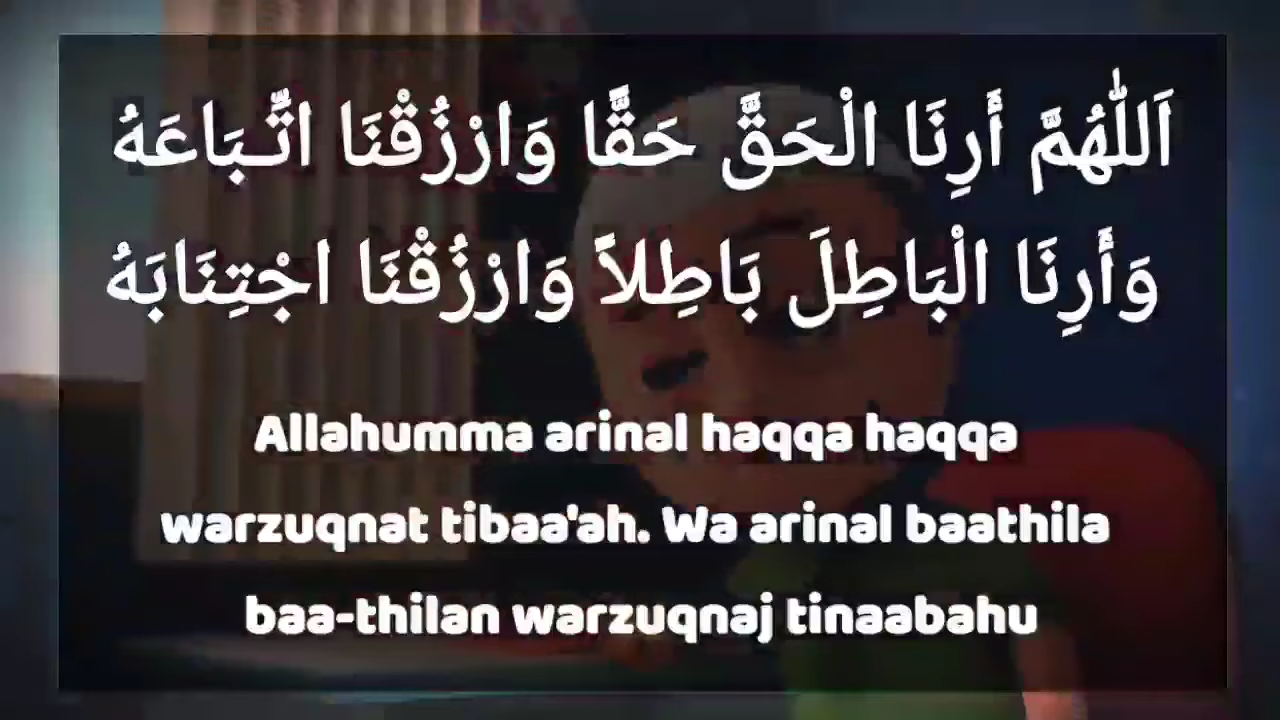 اَللّٰهُمَّ أَرِنَا الْحَقَّ حَقًّا وَارْزُقْنَا اتِّـبَاعَهُ
وَأَرِنَا الْبَاطِلَ بَاطِلاً وَارْزُقْنَا اجْتِنَابَهُ
Allahumma arinal haqqa haqqa
warzuqnat tibaa'ah. Wa arinal baathila
baa-thilan warzuqnaj tinaabahu